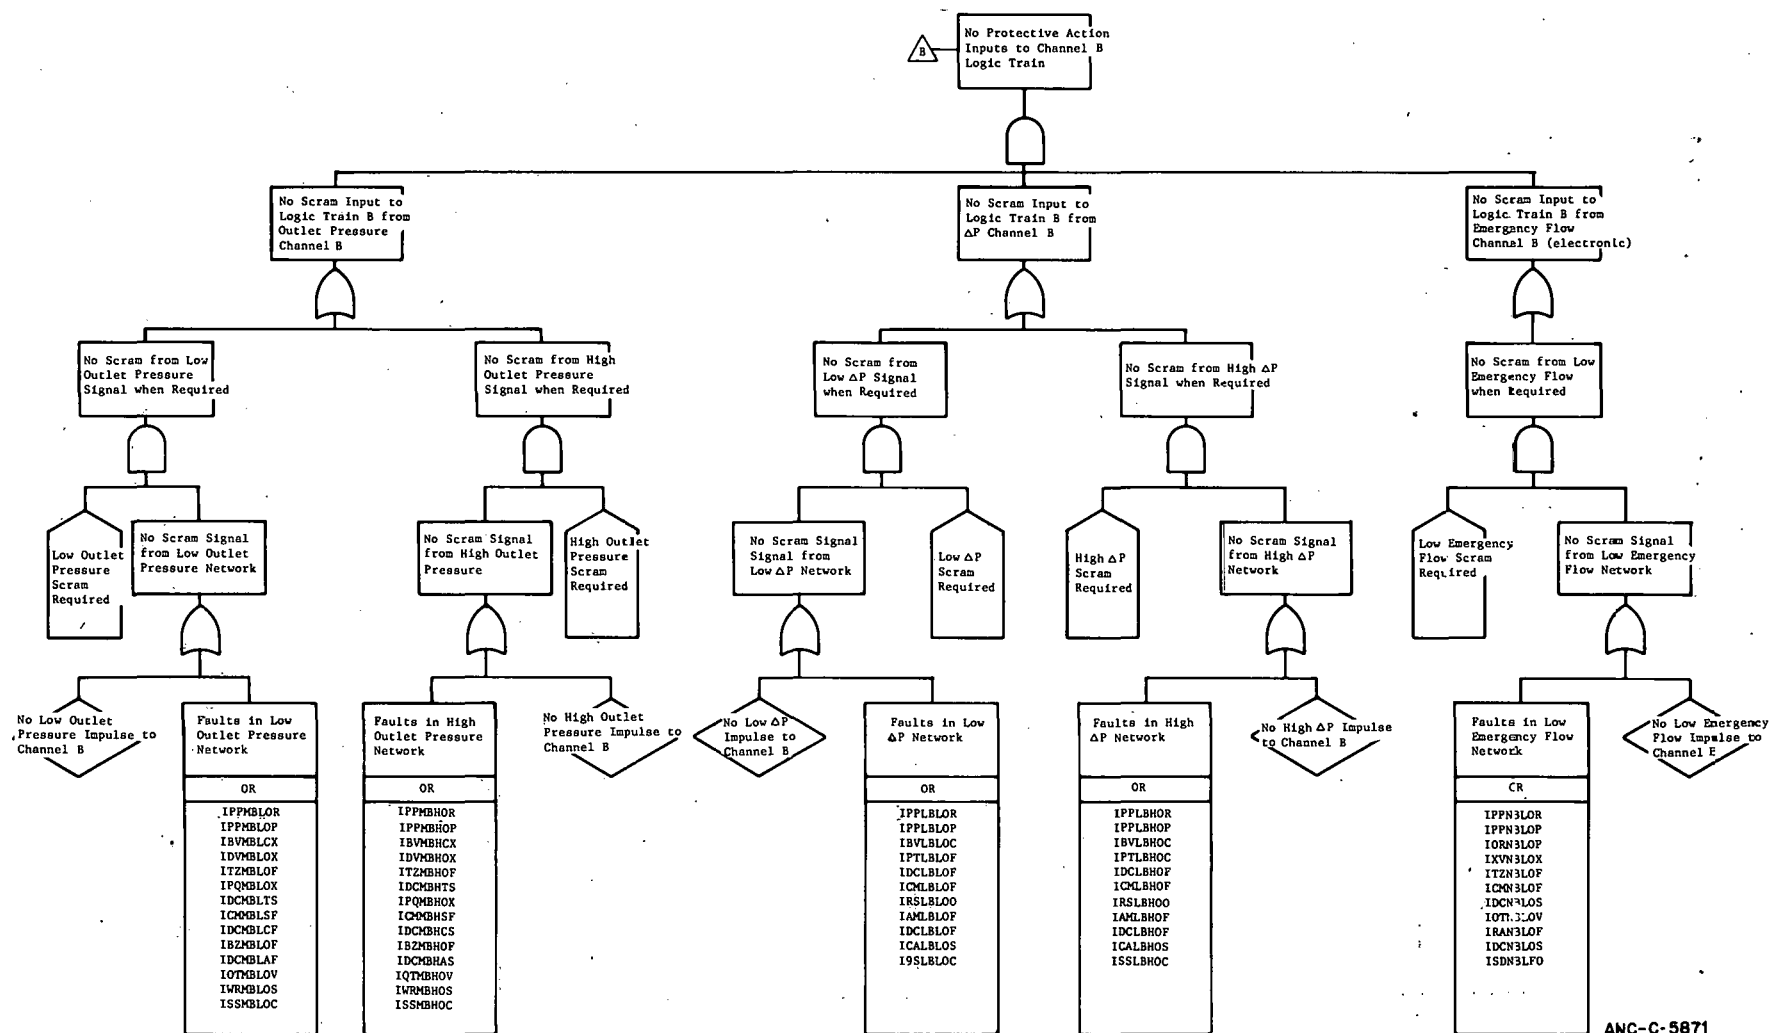 No Protective Action
Inputs to Channel B
Logic Train
B
No Scram Input to
Logic Train B from
Outlet Pressure
Channel B
No Scram Input to
Logic Train B from
ΔP Channel B
No Scram Input to
Logic Train B from
Emergency Flow
Channel B (electronic)
No Scram from Low
Outlet Pressure
Signal when Required
No Scram from High
Outlet Pressure
Signal when Required
No Scram from
Low ΔP Signal
when Required
No Scram from High ΔP
Signal when Required
No Scram from Low
Emergency Flow
when Required
Low Outlet
Pressure
Scram
Required
No Scram Signal
from Low Outlet
Pressure Network
No Scram Signal
from High Outlet
Pressure
High Outlet
Pressure
Scram
Required
No Scram Signal
Signal from
Low ΔP Network
Low ΔP
Scram
Required
High ΔP
Scram
Required
No Scram Signal
from High ΔP
Network
Low Emergency
Flow Scram
Required
No Scram Signal
from Low Emergency
Flow Network
No Low Outlet
Pressure Impulse to
Channel B
Faults in Low
Outlet Pressure
Network
OR
IPPMBLOR
IPPMBLOP
IBVMBLCX
IDVMBLOX
ITZMBLOF
IPQMBLOX
IDCMBLTS
ICMMBLSF
IDCMBLCF
IBZMBLOF
IDCMBLAF
IOTMBLOV
IWRMBLOS
ISSMBLOC
Faults in High
Outlet Pressure
Network
OR
IPPMBHOR
IPPMBHOP
IBVMBHCX
IDVMBHOX
ITZMBHOF
IDCMBHTS
IPQMBHOX
ICMMBHSF
IDCMBHCS
IBZMBHOF
IDCMBHAS
IQTMBHOV
IWRMBHOS
ISSMBHOC
No High Outlet
Pressure Impulse to
Channel B
No Low ΔP
Impulse to
Channel B
Faults in Low
ΔP Network
OR
IPPLBLOR
IPPLBLOP
IBVLBLOC
IPTLBLOF
IDCLBLOF
ICMLBLOF
IRSLBLOO
IAMLBLOF
IDCLBLOF
ICALBLOS
I9SLBLOC
Faults in High
ΔP Network
OR
IPPLBHOR
IPPLBHOP
IBVLBHOC
IPTLBHOC
IDCLBHOF
ICMLBHOF
IRSLBHOO
IAMLBHOF
IDCLBHOF
ICALBHOS
ISSLBHOC
No High ΔP Impulse
to Channel B
Faults in Low
Emergency Flow
Network
CR
IPPN3LOR
IPPN3LOP
IORN3LOP
IXVN3LOX
ITZN3LOF
ICMN3LOF
IDCN3LOS
IRAN3LOF
IDCN3LOS
ISDN3LFO
No Low Emergency
Flow Impulse to
Channel E
ANC-C-5871